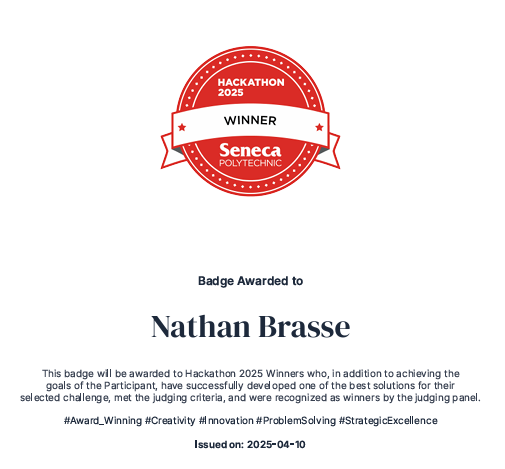 HACKATHON
2025
WINNER
Seneca
POLYTECHNIC
Badge Awarded to
Nathan Brasse
This badge will be awarded to Hackathon 2025 Winners who, in addition to achieving the
goals of the Participant, have successfully developed one of the best solutions for their
selected challenge, met the judging criteria, and were recognized as winners by the judging panel.
#Award_Winning #Creativity #Innovation #ProblemSolving #StrategicExcellence
Issued on: 2025-04-10